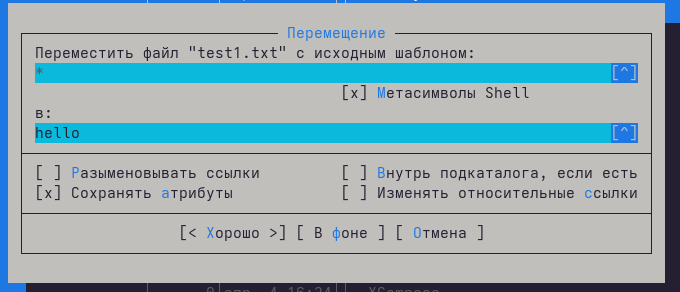 Перемещение
Переместить файл "test1.txt" с исходным шаблоном:
* [^]
[x] Метасимволы Shell
в:
hello [^]
[ ] Разыменовывать ссылки [ ] Внутрь подкаталога, если есть
[x] Сохранять атрибуты [ ] Изменять относительные ссылки
[< Хорошо >] [ В фоне ] [ Отмена ]